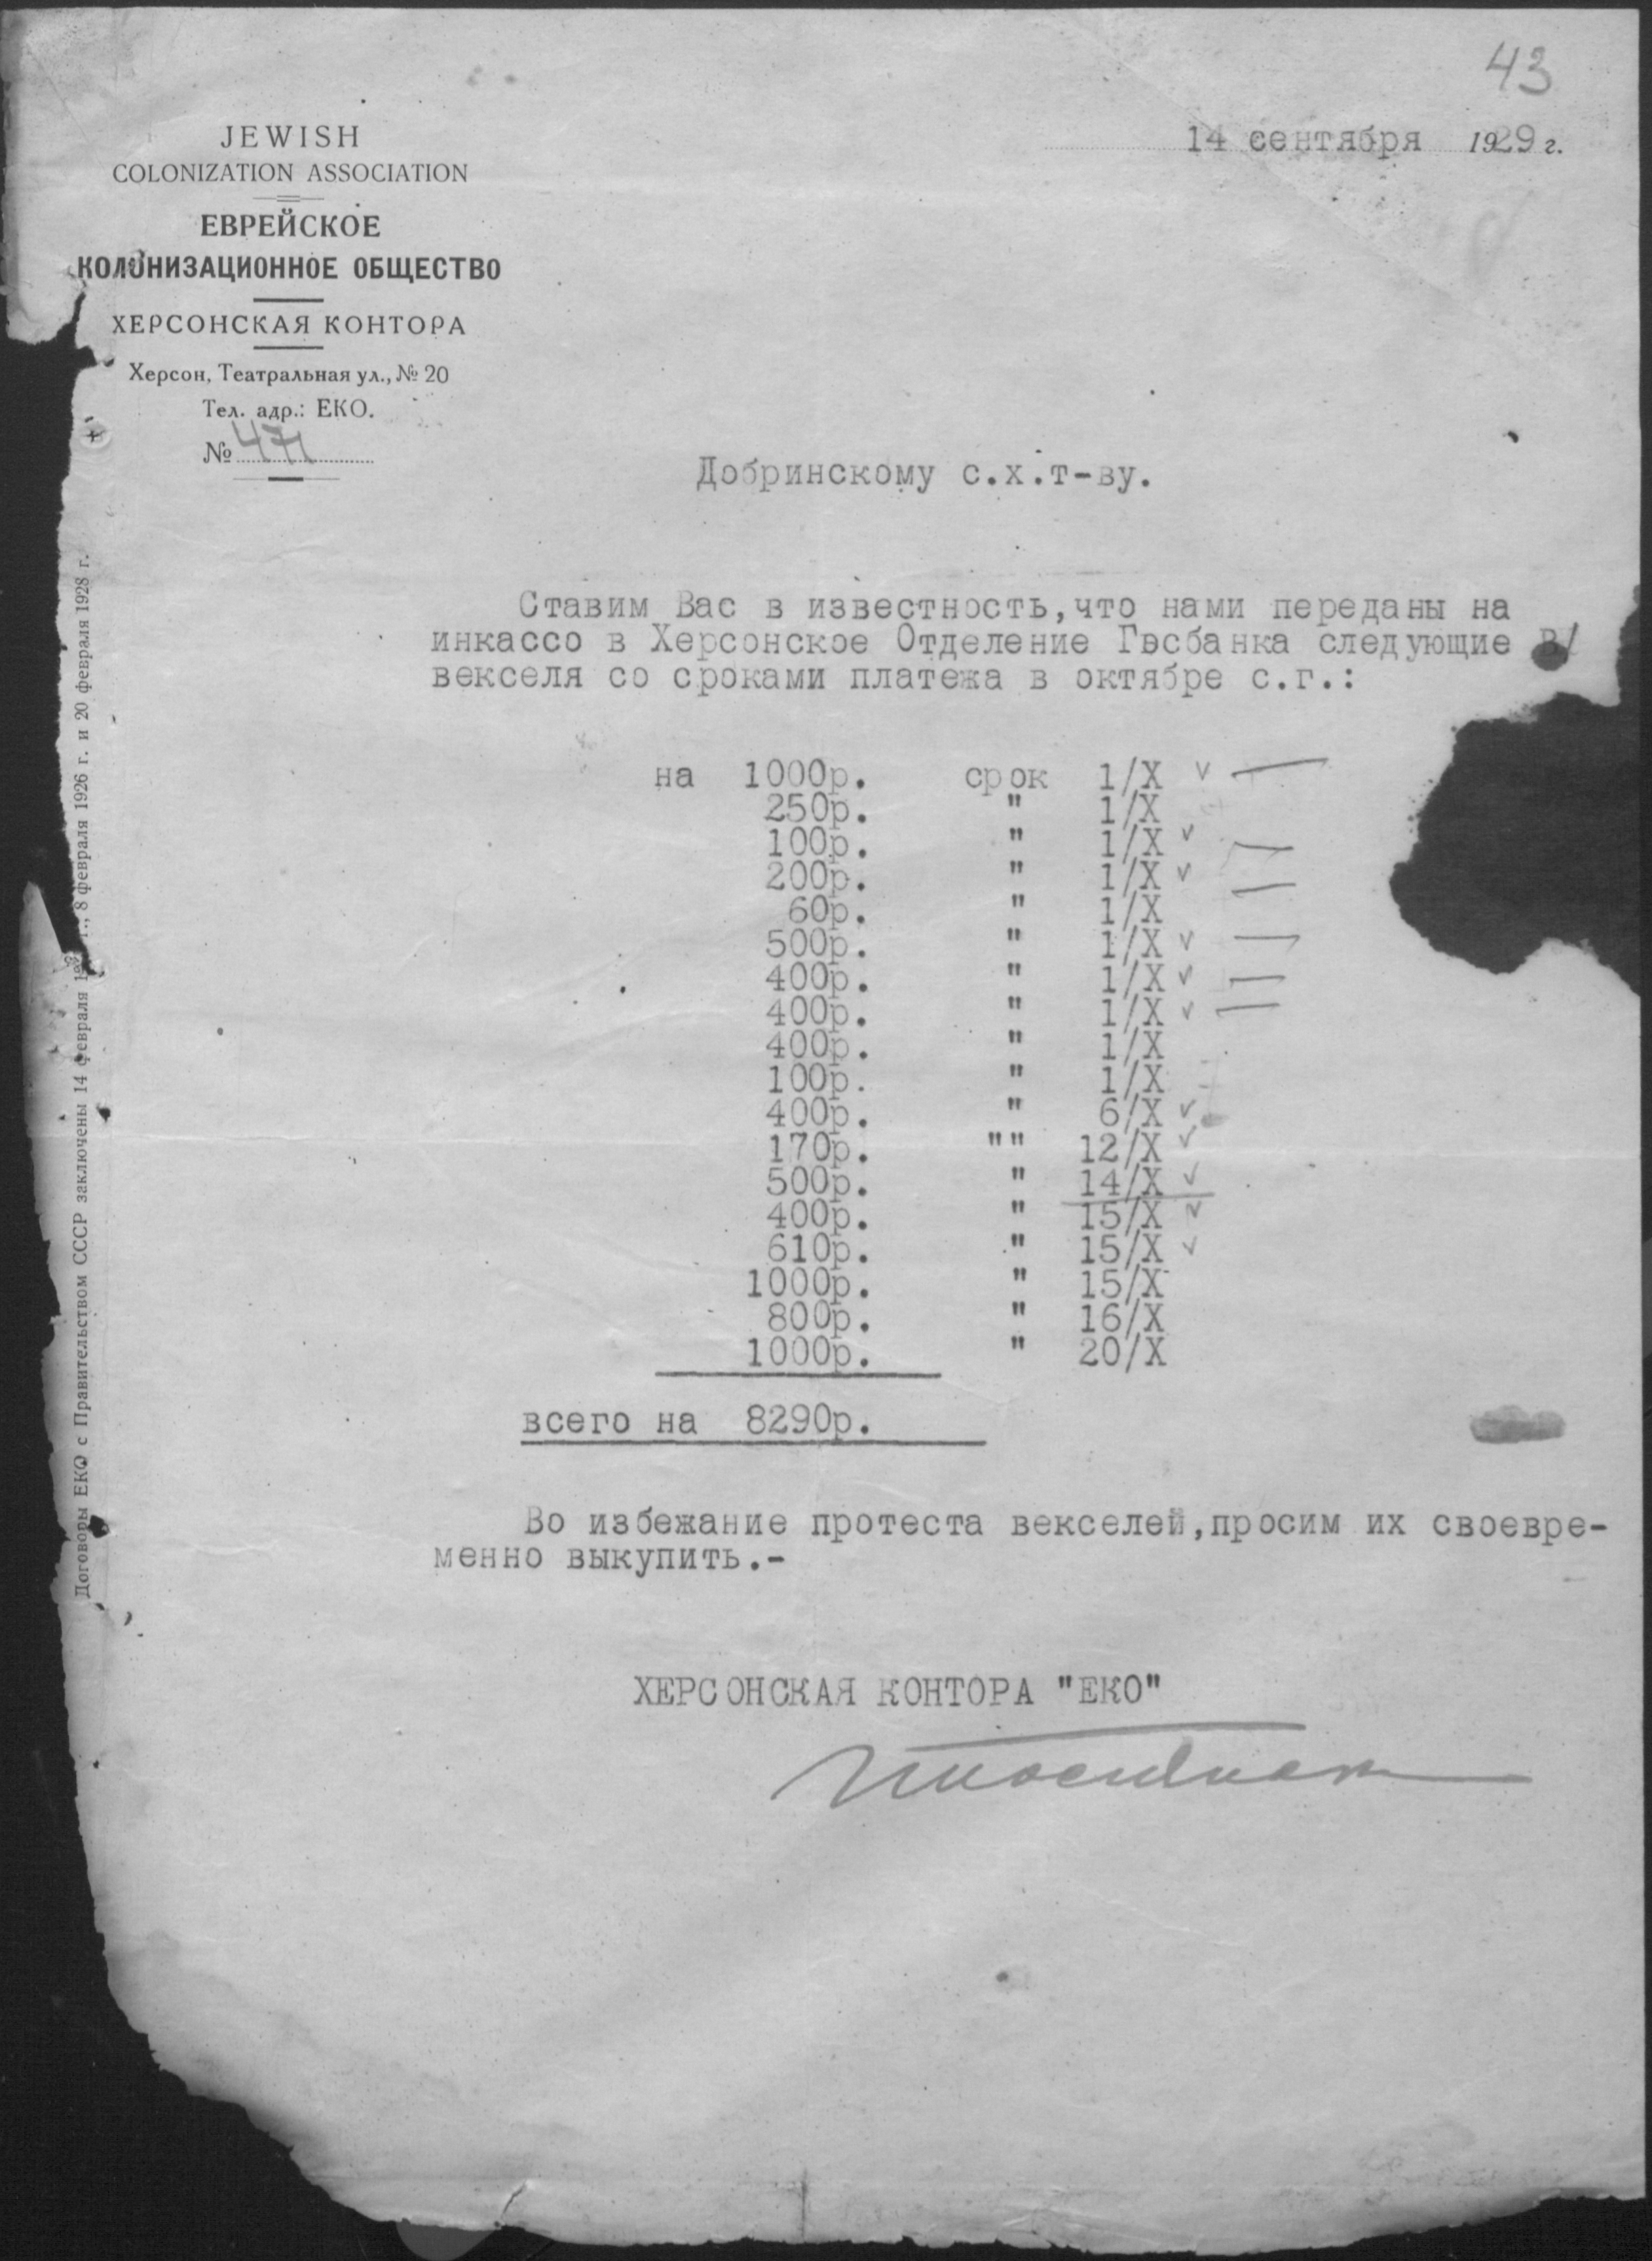 43
14 сентября 1929 г.
JEWISH
COLONIZATION ASSOCIATION
ЕВРЕЙСКОЕ
КОЛОНИЗАЦИОННОЕ ОБЩЕСТВО
ХЕРСОНСКАЯ КОНТОРА
Херсон, Театральная ул., № 20
Тел. адр.: ЕКО.
№ 471
Добринскому с.х.т-ву.
Ставим Вас в известность,что нами переданы на
инкассо в Херсонское Отделение Госбанка следующие В/
векселя со сроками платежа в октябре с.г.:
на 1000р. срок 1/X ✓
250р. " 1/X
100р. " 1/X ✓
200р. " 1/X ✓
60р. " 1/X
500р. " 1/X ✓
400р. " 1/X ✓
400р. " 1/X ✓
400р. " 1/X
100р. " 1/X
400р. " 6/X ✓
170р. "" 12/X ✓
500р. " 14/X ✓
400р. " 15/X ✓
610р. " 15/X ✓
1000р. " 15/X
800р. " 16/X
1000р. " 20/X
всего на 8290р.
Во избежание протеста векселей,просим их своевре-
менно выкупить.-
ХЕРСОНСКАЯ КОНТОРА "ЕКО"
Договоры ЕКО с Правительством СССР заключены 14 февраля г., 8 февраля 1926 г. и 20 февраля 1928 г.